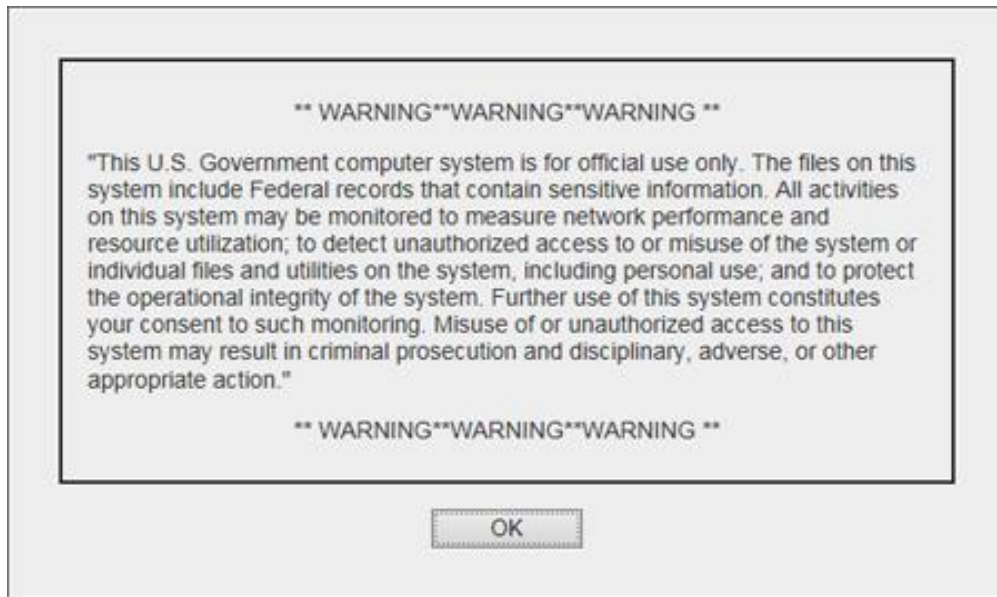 ** WARNING**WARNING**WARNING **
"This U.S. Government computer system is for official use only. The files on this
system include Federal records that contain sensitive information. All activities
on this system may be monitored to measure network performance and
resource utilization; to detect unauthorized access to or misuse of the system or
individual files and utilities on the system, including personal use; and to protect
the operational integrity of the system. Further use of this system constitutes
your consent to such monitoring. Misuse of or unauthorized access to this
system may result in criminal prosecution and disciplinary, adverse, or other
appropriate action."
** WARNING**WARNING**WARNING **
OK